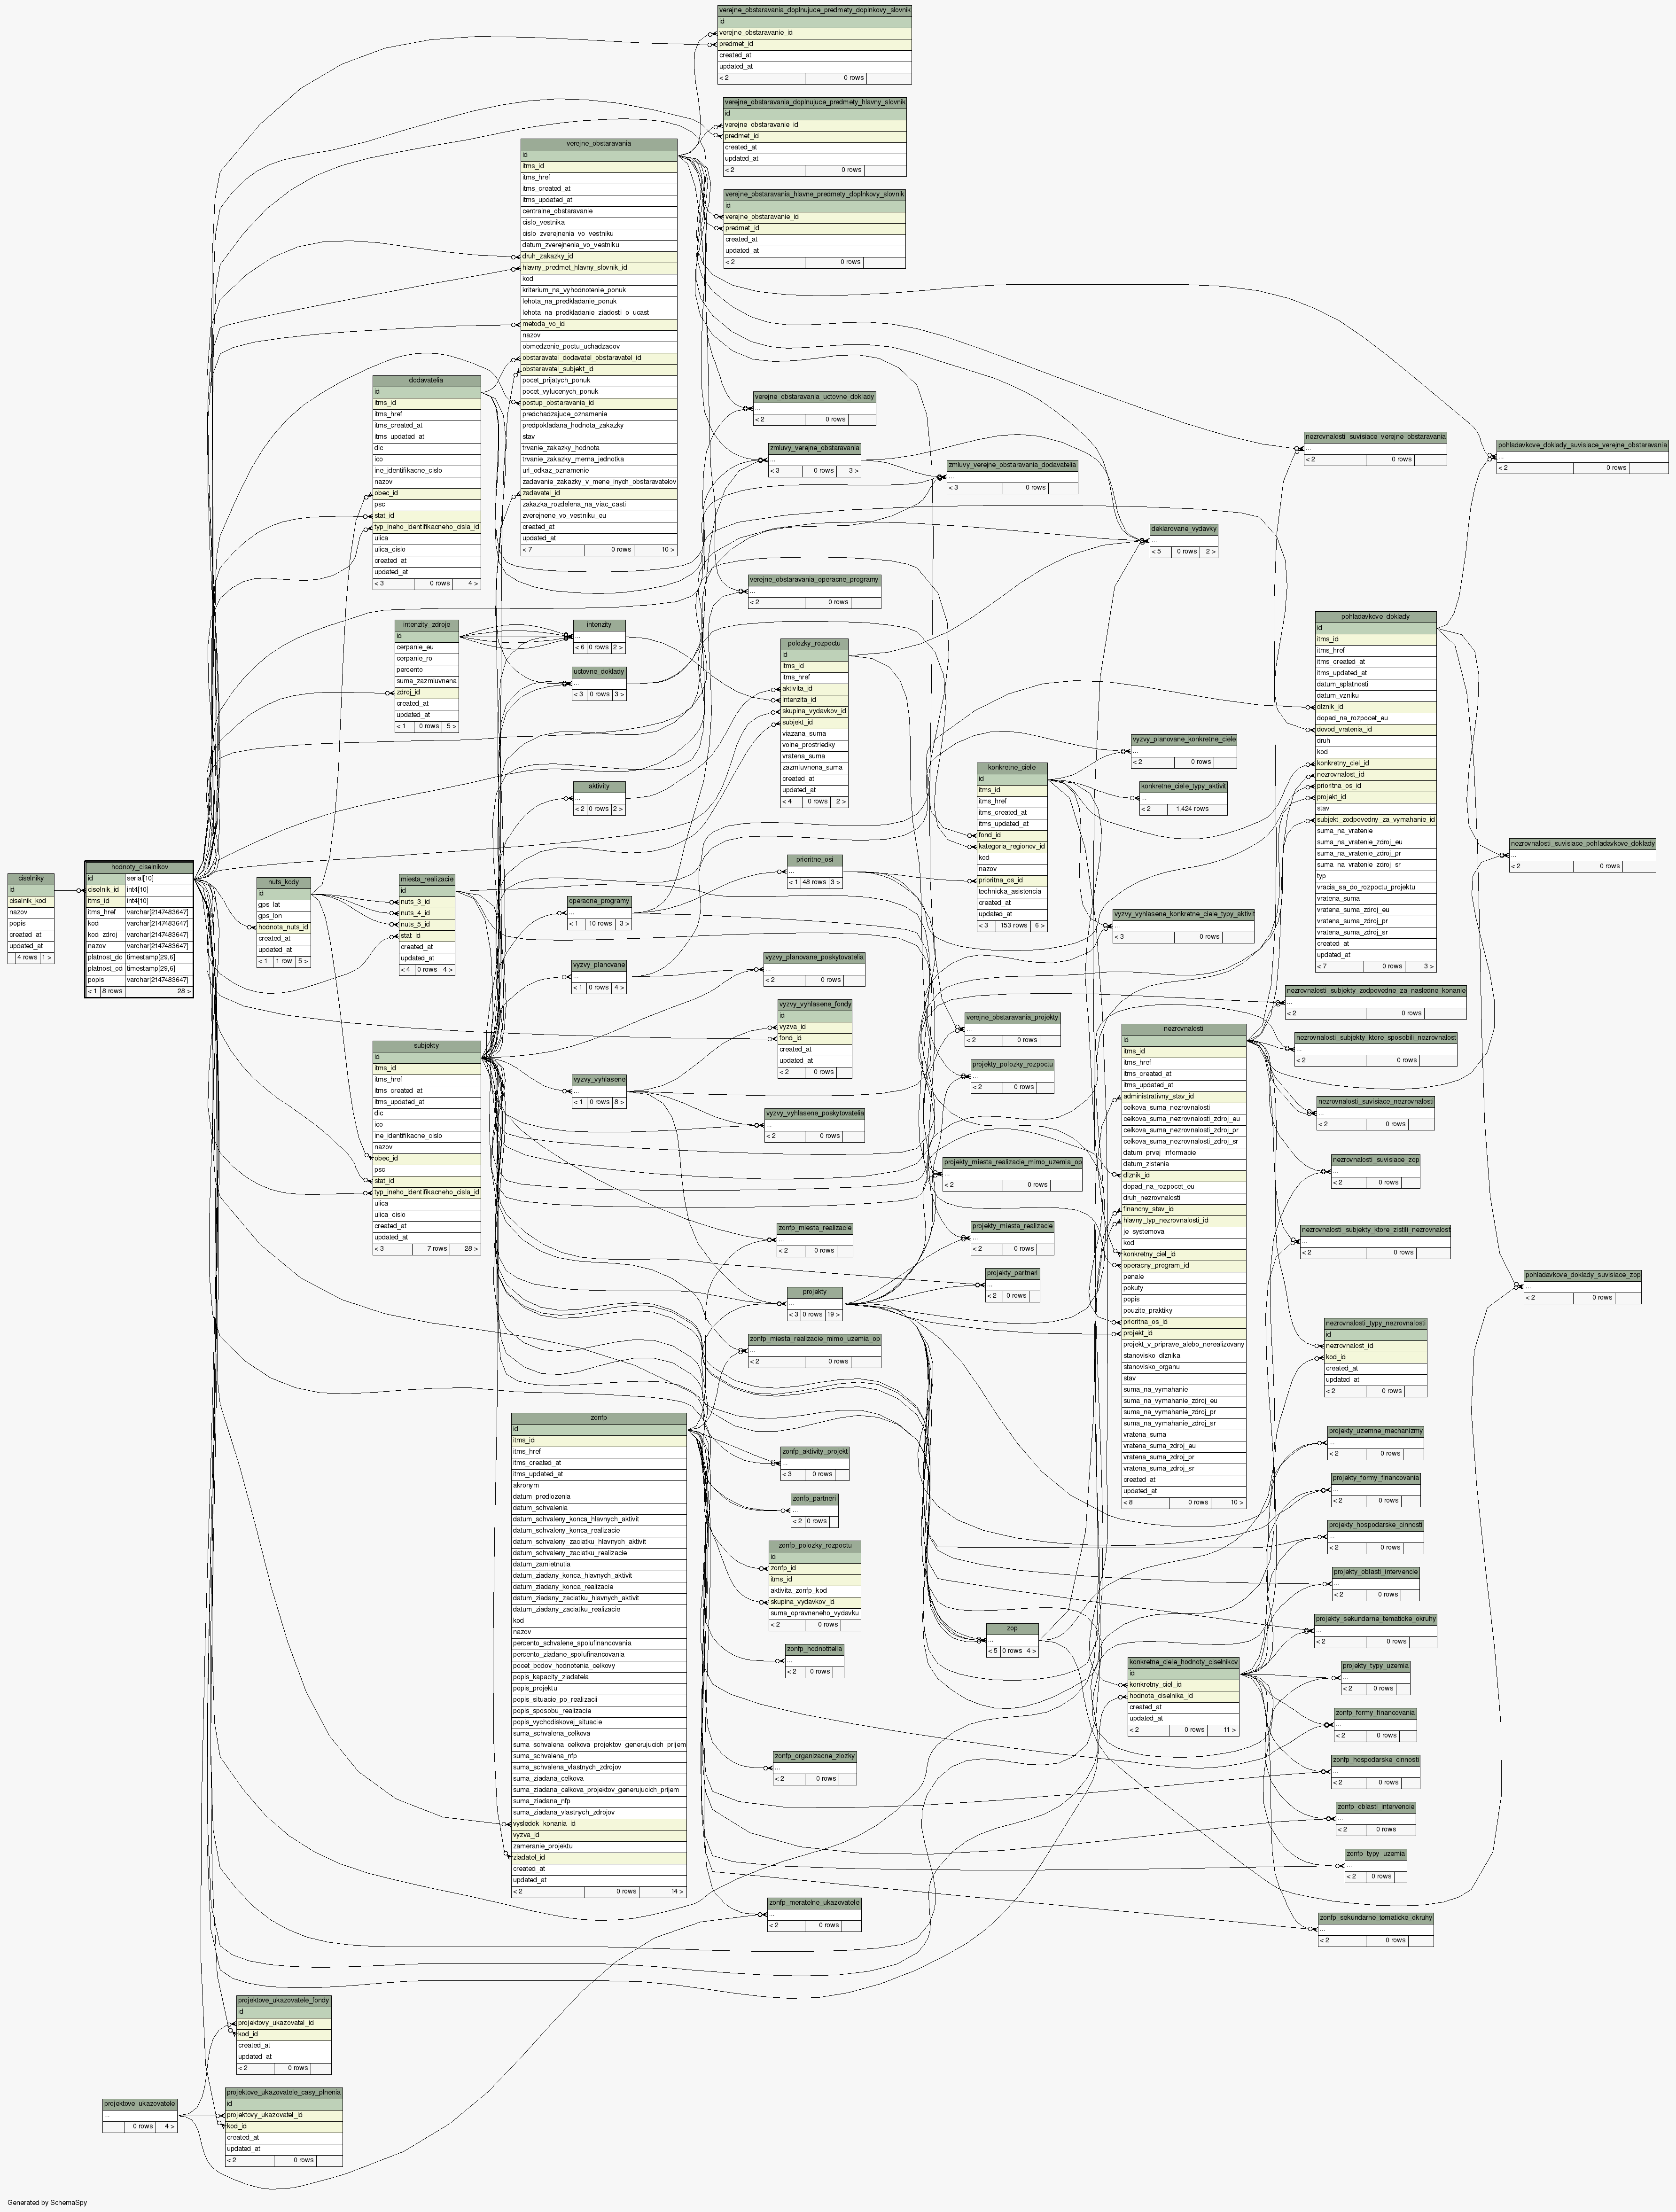 verejne_obstaravania_doplnujuce_predmety_doplnkovy_slovnik
id
verejne_obstaravanie_id
predmet_id
created_at
updated_at
< 2 0 rows
verejne_obstaravania_doplnujuce_predmety_hlavny_slovnik
id
verejne_obstaravanie_id
predmet_id
created_at
updated_at
< 2 0 rows
verejne_obstaravania_hlavne_predmety_doplnkovy_slovnik
id
verejne_obstaravanie_id
predmet_id
created_at
updated_at
< 2 0 rows
verejne_obstaravania
id
itms_id
itms_href
itms_created_at
itms_updated_at
centralne_obstaravanie
cislo_vestnika
cislo_zverejnenia_vo_vestniku
datum_zverejnenia_vo_vestniku
druh_zakazky_id
hlavny_predmet_hlavny_slovnik_id
kod
kriterium_na_vyhodnotenie_ponuk
lehota_na_predkladanie_ponuk
lehota_na_predkladanie_ziadosti_o_ucast
metoda_vo_id
nazov
obmedzenie_poctu_uchadzacov
obstaravatel_dodavatel_obstaravatel_id
obstaravatel_subjekt_id
pocet_prijatych_ponuk
pocet_vylucenych_ponuk
postup_obstaravania_id
predchadzajuce_oznamenie
predpokladana_hodnota_zakazky
stav
trvanie_zakazky_hodnota
trvanie_zakazky_merna_jednotka
url_odkaz_oznamenie
zadavanie_zakazky_v_mene_inych_obstaravatelov
zadavatel_id
zakazka_rozdelena_na_viac_casti
zverejnene_vo_vestniku_eu
created_at
updated_at
< 7 0 rows 10 >
dodavatelia
id
itms_id
itms_href
itms_created_at
itms_updated_at
dic
ico
ine_identifikacne_cislo
nazov
obec_id
psc
stat_id
typ_ineho_identifikacneho_cisla_id
ulica
ulica_cislo
created_at
updated_at
< 3 0 rows 4 >
verejne_obstaravania_uctovne_doklady
...
< 2 0 rows
zmluvy_verejne_obstaravania
...
< 3 0 rows 3 >
zmluvy_verejne_obstaravania_dodavatelia
...
< 3 0 rows
nezrovnalosti_suvisiace_verejne_obstaravania
...
< 2 0 rows
pohladavkove_doklady_suvisiace_verejne_obstaravania
...
< 2 0 rows
deklarovane_vydavky
...
< 5 0 rows 2 >
verejne_obstaravania_operacne_programy
...
< 2 0 rows
intenzity_zdroje
id
cerpanie_eu
cerpanie_ro
percento
suma_zazmluvnena
zdroj_id
created_at
updated_at
< 1 0 rows 5 >
intenzity
...
< 6 0 rows 2 >
uctovne_doklady
...
< 3 0 rows 3 >
polozky_rozpoctu
id
itms_id
itms_href
aktivita_id
intenzita_id
skupina_vydavkov_id
subjekt_id
viazana_suma
volne_prostriedky
vratena_suma
zazmluvnena_suma
created_at
updated_at
< 4 0 rows 2 >
pohladavkove_doklady
id
itms_id
itms_href
itms_created_at
itms_updated_at
datum_splatnosti
datum_vzniku
dlznik_id
dopad_na_rozpocet_eu
dovod_vratenia_id
druh
kod
konkretny_ciel_id
nezrovnalost_id
prioritna_os_id
projekt_id
stav
subjekt_zodpovedny_za_vymahanie_id
suma_na_vratenie
suma_na_vratenie_zdroj_eu
suma_na_vratenie_zdroj_pr
suma_na_vratenie_zdroj_sr
typ
vracia_sa_do_rozpoctu_projektu
vratena_suma
vratena_suma_zdroj_eu
vratena_suma_zdroj_pr
vratena_suma_zdroj_sr
created_at
updated_at
< 7 0 rows 3 >
vyzvy_planovane_konkretne_ciele
...
< 2 0 rows
konkretne_ciele
id
itms_id
itms_href
itms_created_at
itms_updated_at
fond_id
kategoria_regionov_id
kod
nazov
prioritna_os_id
technicka_asistencia
created_at
updated_at
< 3 153 rows 6 >
konkretne_ciele_typy_aktivit
...
< 2 1,424 rows
aktivity
...
< 2 0 rows 2 >
nezrovnalosti_suvisiace_pohladavkove_doklady
...
< 2 0 rows
prioritne_osi
...
< 1 48 rows 3 >
ciselniky
id
ciselnik_kod
nazov
popis
created_at
updated_at
4 rows 1 >
hodnoty_ciselnikov
id serial[10]
ciselnik_id int4[10]
itms_id int4[10]
itms_href varchar[2147483647]
kod varchar[2147483647]
kod_zdroj varchar[2147483647]
nazov varchar[2147483647]
platnost_do timestamp[29,6]
platnost_od timestamp[29,6]
popis varchar[2147483647]
< 1 8 rows 28 >
nuts_kody
id
gps_lat
gps_lon
hodnota_nuts_id
created_at
updated_at
< 1 1 row 5 >
miesta_realizacie
id
nuts_3_id
nuts_4_id
nuts_5_id
stat_id
created_at
updated_at
< 4 0 rows 4 >
operacne_programy
...
< 1 10 rows 3 >
vyzvy_vyhlasene_konkretne_ciele_typy_aktivit
...
< 3 0 rows
vyzvy_planovane
...
< 1 0 rows 4 >
vyzvy_planovane_poskytovatelia
...
< 2 0 rows
vyzvy_vyhlasene_fondy
id
vyzva_id
fond_id
created_at
updated_at
< 2 0 rows
nezrovnalosti_subjekty_zodpovedne_za_nasledne_konanie
...
< 2 0 rows
verejne_obstaravania_projekty
...
< 2 0 rows
nezrovnalosti_subjekty_ktore_sposobili_nezrovnalost
...
< 2 0 rows
subjekty
id
itms_id
itms_href
itms_created_at
itms_updated_at
dic
ico
ine_identifikacne_cislo
nazov
obec_id
psc
stat_id
typ_ineho_identifikacneho_cisla_id
ulica
ulica_cislo
created_at
updated_at
< 3 7 rows 28 >
vyzvy_vyhlasene
...
< 1 0 rows 8 >
projekty_polozky_rozpoctu
...
< 2 0 rows
vyzvy_vyhlasene_poskytovatelia
...
< 2 0 rows
nezrovnalosti
id
itms_id
itms_href
itms_created_at
itms_updated_at
administrativny_stav_id
celkova_suma_nezrovnalosti
celkova_suma_nezrovnalosti_zdroj_eu
celkova_suma_nezrovnalosti_zdroj_pr
celkova_suma_nezrovnalosti_zdroj_sr
datum_prvej_informacie
datum_zistenia
dlznik_id
dopad_na_rozpocet_eu
druh_nezrovnalosti
financny_stav_id
hlavny_typ_nezrovnalosti_id
je_systemova
kod
konkretny_ciel_id
operacny_program_id
penale
pokuty
popis
pouzite_praktiky
prioritna_os_id
projekt_id
projekt_v_priprave_alebo_nerealizovany
stanovisko_dlznika
stanovisko_organu
stav
suma_na_vymahanie
suma_na_vymahanie_zdroj_eu
suma_na_vymahanie_zdroj_pr
suma_na_vymahanie_zdroj_sr
vratena_suma
vratena_suma_zdroj_eu
vratena_suma_zdroj_pr
vratena_suma_zdroj_sr
created_at
updated_at
< 8 0 rows 10 >
nezrovnalosti_suvisiace_nezrovnalosti
...
< 2 0 rows
nezrovnalosti_suvisiace_zop
...
< 2 0 rows
projekty_miesta_realizacie_mimo_uzemia_op
...
< 2 0 rows
zonfp_miesta_realizacie
...
< 2 0 rows
projekty_miesta_realizacie
...
< 2 0 rows
nezrovnalosti_subjekty_ktore_zistili_nezrovnalost
...
< 2 0 rows
projekty_partneri
...
< 2 0 rows
pohladavkove_doklady_suvisiace_zop
...
< 2 0 rows
projekty
...
< 3 0 rows 19 >
zonfp_miesta_realizacie_mimo_uzemia_op
...
< 2 0 rows
nezrovnalosti_typy_nezrovnalosti
id
nezrovnalost_id
kod_id
created_at
updated_at
< 2 0 rows
zonfp
id
itms_id
itms_href
itms_created_at
itms_updated_at
akronym
datum_predlozenia
datum_schvalenia
datum_schvaleny_konca_hlavnych_aktivit
datum_schvaleny_konca_realizacie
datum_schvaleny_zaciatku_hlavnych_aktivit
datum_schvaleny_zaciatku_realizacie
datum_zamietnutia
datum_ziadany_konca_hlavnych_aktivit
datum_ziadany_konca_realizacie
datum_ziadany_zaciatku_hlavnych_aktivit
datum_ziadany_zaciatku_realizacie
kod
nazov
percento_schvalene_spolufinancovania
percento_ziadane_spolufinancovania
pocet_bodov_hodnotenia_celkovy
popis_kapacity_ziadatela
popis_projektu
popis_situacie_po_realizacii
popis_sposobu_realizacie
popis_vychodiskovej_situacie
suma_schvalena_celkova
suma_schvalena_celkova_projektov_generujucich_prijem
suma_schvalena_nfp
suma_schvalena_vlastnych_zdrojov
suma_ziadana_celkova
suma_ziadana_celkova_projektov_generujucich_prijem
suma_ziadana_nfp
suma_ziadana_vlastnych_zdrojov
vysledok_konania_id
vyzva_id
zameranie_projektu
ziadatel_id
created_at
updated_at
< 2 0 rows 14 >
projekty_uzemne_mechanizmy
...
< 2 0 rows
zonfp_aktivity_projekt
...
< 3 0 rows
projekty_formy_financovania
...
< 2 0 rows
zonfp_partneri
...
< 2 0 rows
projekty_hospodarske_cinnosti
...
< 2 0 rows
zonfp_polozky_rozpoctu
id
zonfp_id
itms_id
aktivita_zonfp_kod
skupina_vydavkov_id
suma_opravneneho_vydavku
< 2 0 rows
projekty_oblasti_intervencie
...
< 2 0 rows
zop
...
< 5 0 rows 4 >
projekty_sekundarne_tematicke_okruhy
...
< 2 0 rows
zonfp_hodnotitelia
...
< 2 0 rows
konkretne_ciele_hodnoty_ciselnikov
id
konkretny_ciel_id
hodnota_ciselnika_id
created_at
updated_at
< 2 0 rows 11 >
projekty_typy_uzemia
...
< 2 0 rows
zonfp_formy_financovania
...
< 2 0 rows
zonfp_organizacne_zlozky
...
< 2 0 rows
zonfp_hospodarske_cinnosti
...
< 2 0 rows
zonfp_oblasti_intervencie
...
< 2 0 rows
zonfp_typy_uzemia
...
< 2 0 rows
zonfp_meratelne_ukazovatele
...
< 2 0 rows
zonfp_sekundarne_tematicke_okruhy
...
< 2 0 rows
projektove_ukazovatele_fondy
id
projektovy_ukazovatel_id
kod_id
created_at
updated_at
< 2 0 rows
projektove_ukazovatele
...
0 rows 4 >
projektove_ukazovatele_casy_plnenia
id
projektovy_ukazovatel_id
kod_id
created_at
updated_at
< 2 0 rows
Generated by SchemaSpy